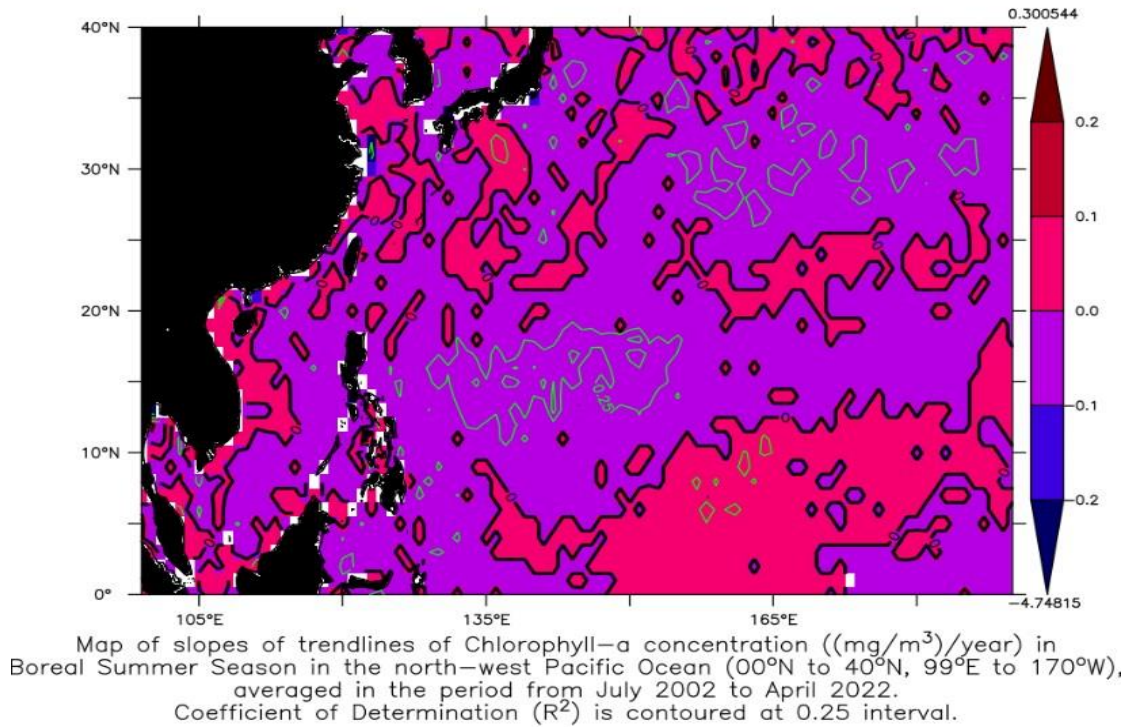 0.300544
40°N
30°N
20°N
10°N
0°
0.2
0.1
0.0
-0.1
-0.2
-4.74815
0.25
105°E
135°E
165°E
Map of slopes of trendlines of Chlorophyll-a concentration ((mg/m³)/year) in
Boreal Summer Season in the north-west Pacific Ocean (00°N to 40°N, 99°E to 170°W),
averaged in the period from July 2002 to April 2022.
Coefficient of Determination (R²) is contoured at 0.25 interval.